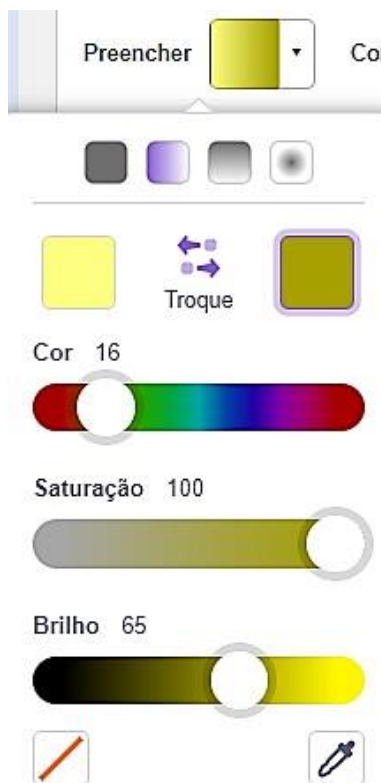 Preencher
Co
Troque
Cor 16
Saturação 100
Brilho 65